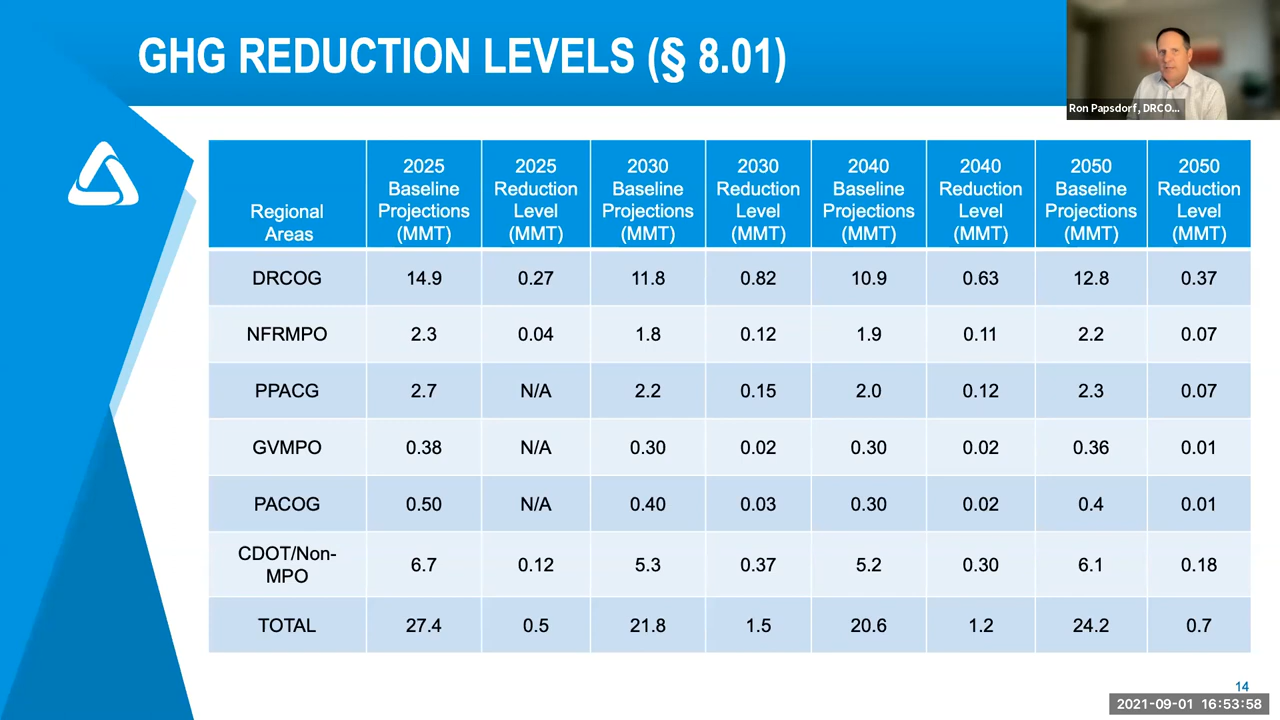 GHG REDUCTION LEVELS (§ 8.01)
Ron Papsdorf, DRCO...
Regional Areas | 2025 Baseline Projections (MMT) | 2025 Reduction Level (MMT) | 2030 Baseline Projections (MMT) | 2030 Reduction Level (MMT) | 2040 Baseline Projections (MMT) | 2040 Reduction Level (MMT) | 2050 Baseline Projections (MMT) | 2050 Reduction Level (MMT)
DRCOG 14.9 0.27 11.8 0.82 10.9 0.63 12.8 0.37
NFRMPO 2.3 0.04 1.8 0.12 1.9 0.11 2.2 0.07
PPACG 2.7 N/A 2.2 0.15 2.0 0.12 2.3 0.07
GVMPO 0.38 N/A 0.30 0.02 0.30 0.02 0.36 0.01
PACOG 0.50 N/A 0.40 0.03 0.30 0.02 0.4 0.01
CDOT/Non-MPO 6.7 0.12 5.3 0.37 5.2 0.30 6.1 0.18
TOTAL 27.4 0.5 21.8 1.5 20.6 1.2 24.2 0.7
14
2021-09-01 16:53:58